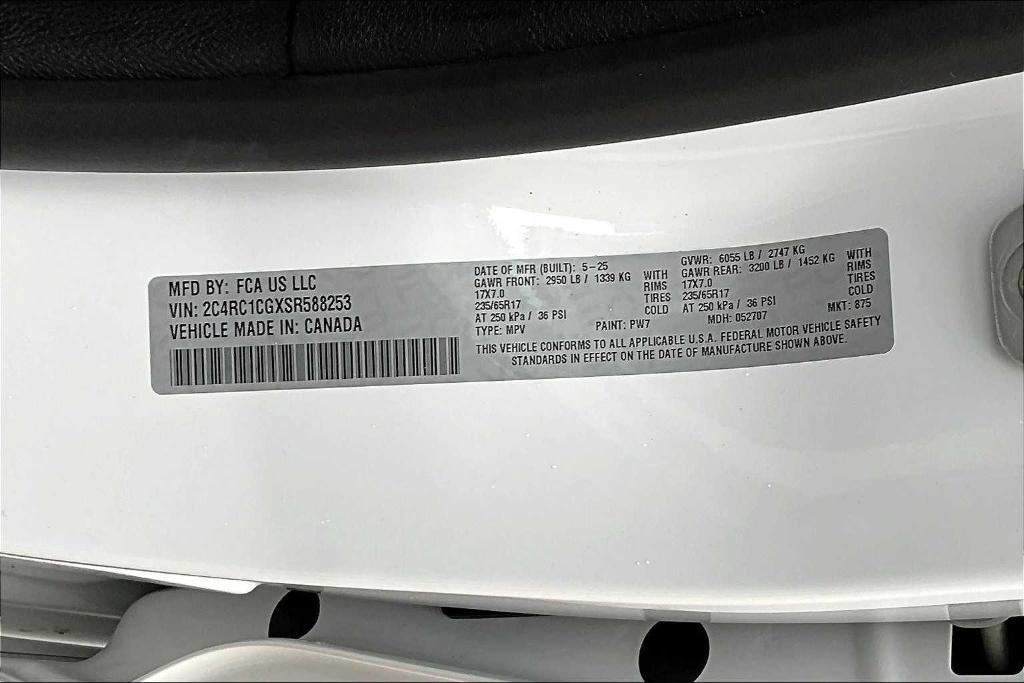 MFD BY: FCA US LLC
VIN: 2C4RC1CGXSR588253
VEHICLE MADE IN: CANADA
DATE OF MFR (BUILT): 5-25
GAWR FRONT: 2950 LB / 1339 KG WITH
17X7.0 RIMS
235/65R17 TIRES
AT 250 kPa / 36 PSI COLD
TYPE: MPV PAINT: PW7
GVWR: 6055 LB / 2747 KG
GAWR REAR: 3200 LB / 1452 KG WITH
17X7.0 RIMS
235/65R17 TIRES
AT 250 kPa / 36 PSI COLD
MDH: 052707 MKT: 875
THIS VEHICLE CONFORMS TO ALL APPLICABLE U.S.A. FEDERAL MOTOR VEHICLE SAFETY
STANDARDS IN EFFECT ON THE DATE OF MANUFACTURE SHOWN ABOVE.